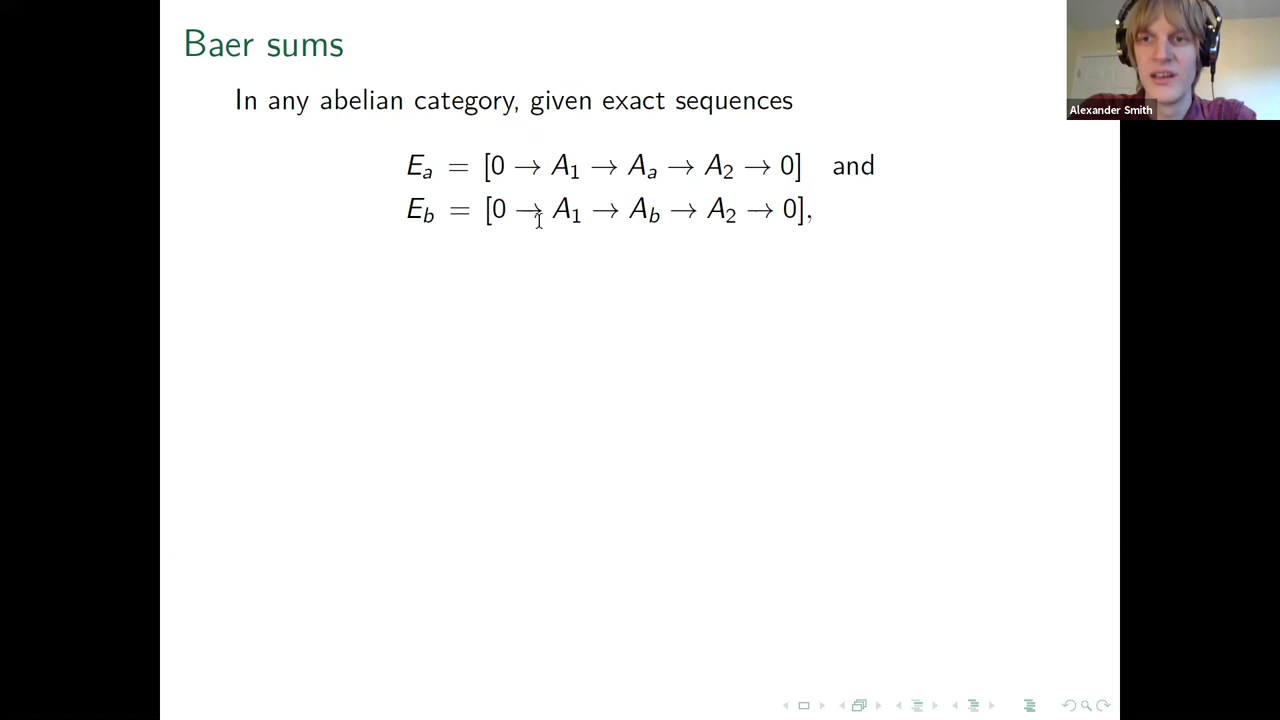 Baer sums
In any abelian category, given exact sequences
E_a = [0 → A_1 → A_a → A_2 → 0] and
E_b = [0 → A_1 → A_b → A_2 → 0],
Alexander Smith